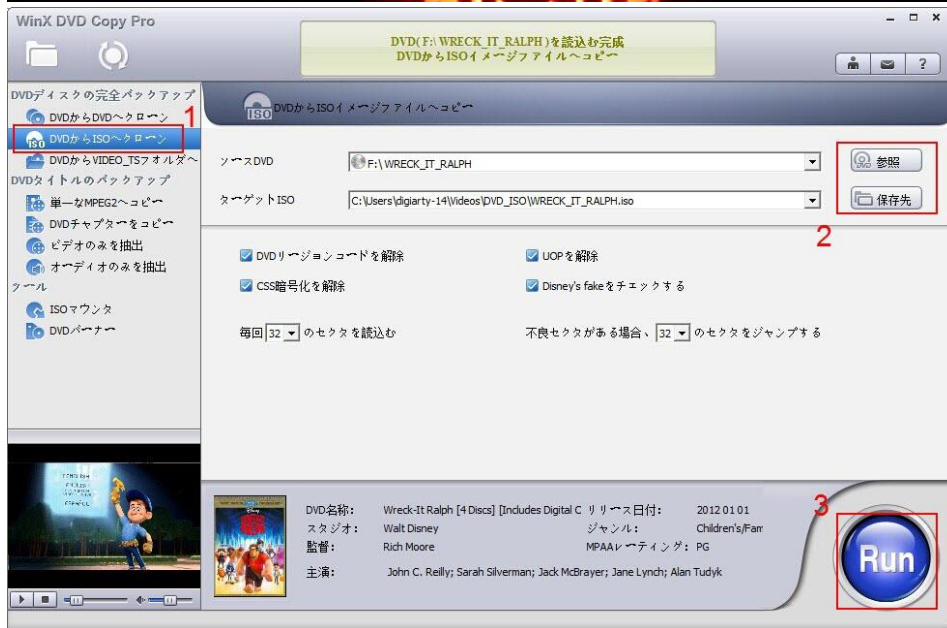 WinX DVD Copy Pro
DVD(F:\ WRECK_IT_RALPH)を読込む完成
DVDからISOイメージファイルへコピー
?
DVDディスクの完全バックアップ
DVDからDVDへクローン
1
DVDからISOへクローン
DVDからVIDEO_TSフオルダへ
DVDタイトルのバックアップ
単一なMPEG2へコピー
DVDチャプターをコピー
ビデオのみを抽出
オーディオのみを抽出
ツール
ISOマウンタ
DVDバーナー
ISO
DVDからISOイメージファイルへコピー
ソースDVD
F:\ WRECK_IT_RALPH
参照
ターゲットISO
C:\Users\digiarty-14\Videos\DVD_ISO\WRECK_IT_RALPH.iso
保存先
2
DVDリージョンコードを解除
UOPを解除
CSS暗号化を解除
Disney's fakeをチェックする
毎回 32 のセクタを読込む
不良セクタがある場合、 32 のセクタをジャンプする
DVD名称: Wreck-It Ralph [4 Discs] [Includes Digital C リリース日付: 2012 01 01
スタジオ: Walt Disney ジャンル: Children's/Fam
監督: Rich Moore MPAAレーティング: PG
主演: John C. Reilly; Sarah Silverman; Jack McBrayer; Jane Lynch; Alan Tudyk
3
Run